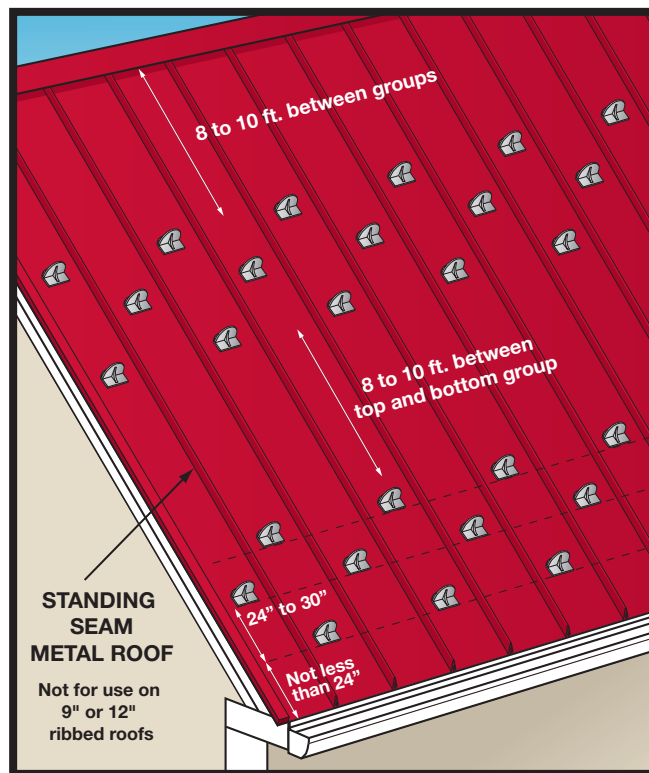 8 to 10 ft. between groups
8 to 10 ft. between
top and bottom group
STANDING
SEAM
METAL ROOF
Not for use on
9" or 12"
ribbed roofs
24” to 30”
Not less
than 24”